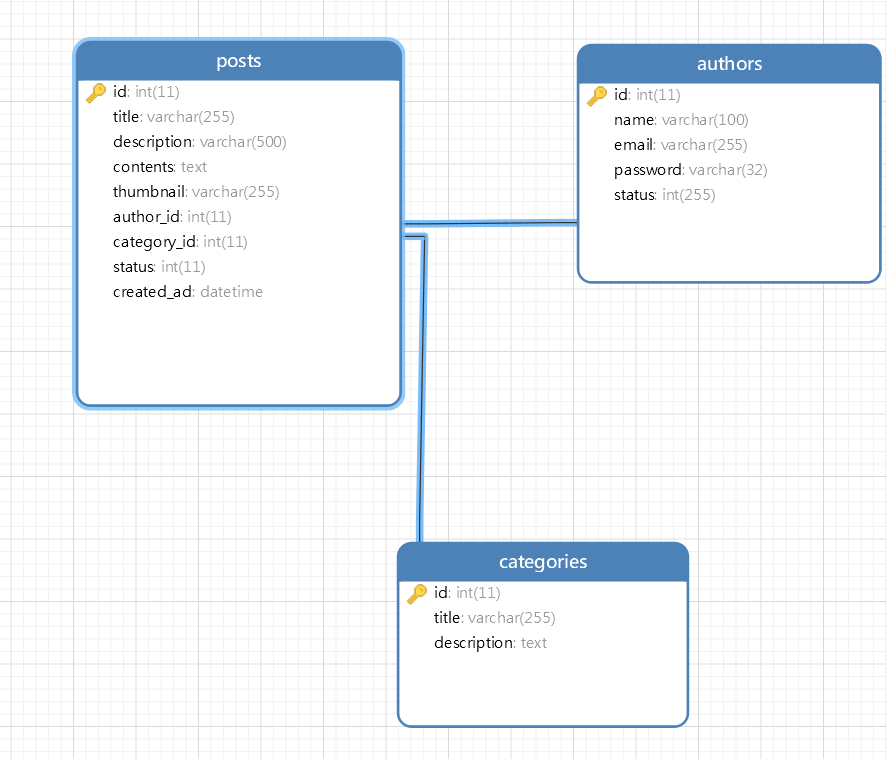 posts
id: int(11)
title: varchar(255)
description: varchar(500)
contents: text
thumbnail: varchar(255)
author_id: int(11)
category_id: int(11)
status: int(11)
created_ad: datetime
authors
id: int(11)
name: varchar(100)
email: varchar(255)
password: varchar(32)
status: int(255)
categories
id: int(11)
title: varchar(255)
description: text